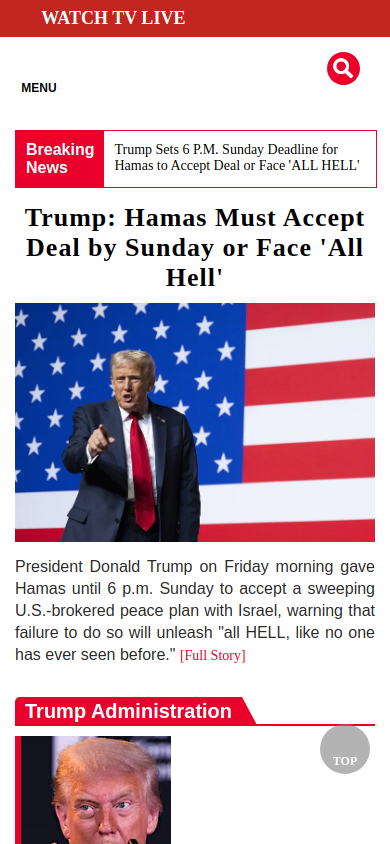 WATCH TV LIVE
MENU
Breaking
News
Trump Sets 6 P.M. Sunday Deadline for
Hamas to Accept Deal or Face 'ALL HELL'
Trump: Hamas Must Accept
Deal by Sunday or Face 'All
Hell'
President Donald Trump on Friday morning gave
Hamas until 6 p.m. Sunday to accept a sweeping
U.S.-brokered peace plan with Israel, warning that
failure to do so will unleash "all HELL, like no one
has ever seen before." [Full Story]
Trump Administration
TOP